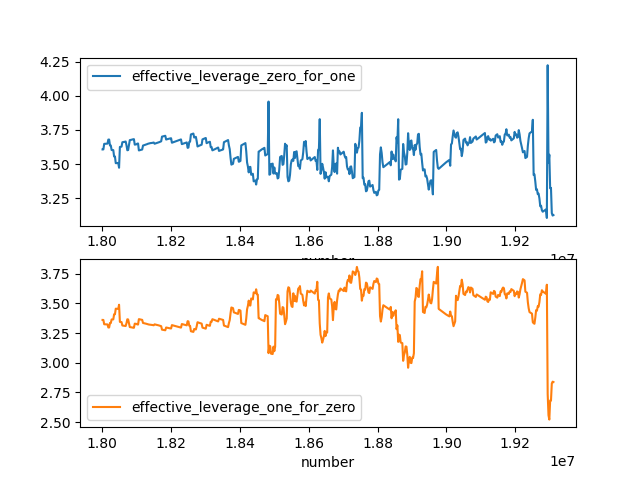 effective_leverage_zero_for_one
4.25
4.00
3.75
3.50
3.25
1.80 1.82 1.84 1.86 1.88 1.90 1.92
number
1e7
3.75
3.50
3.25
3.00
2.75
2.50
effective_leverage_one_for_zero
1.80 1.82 1.84 1.86 1.88 1.90 1.92
number
1e7